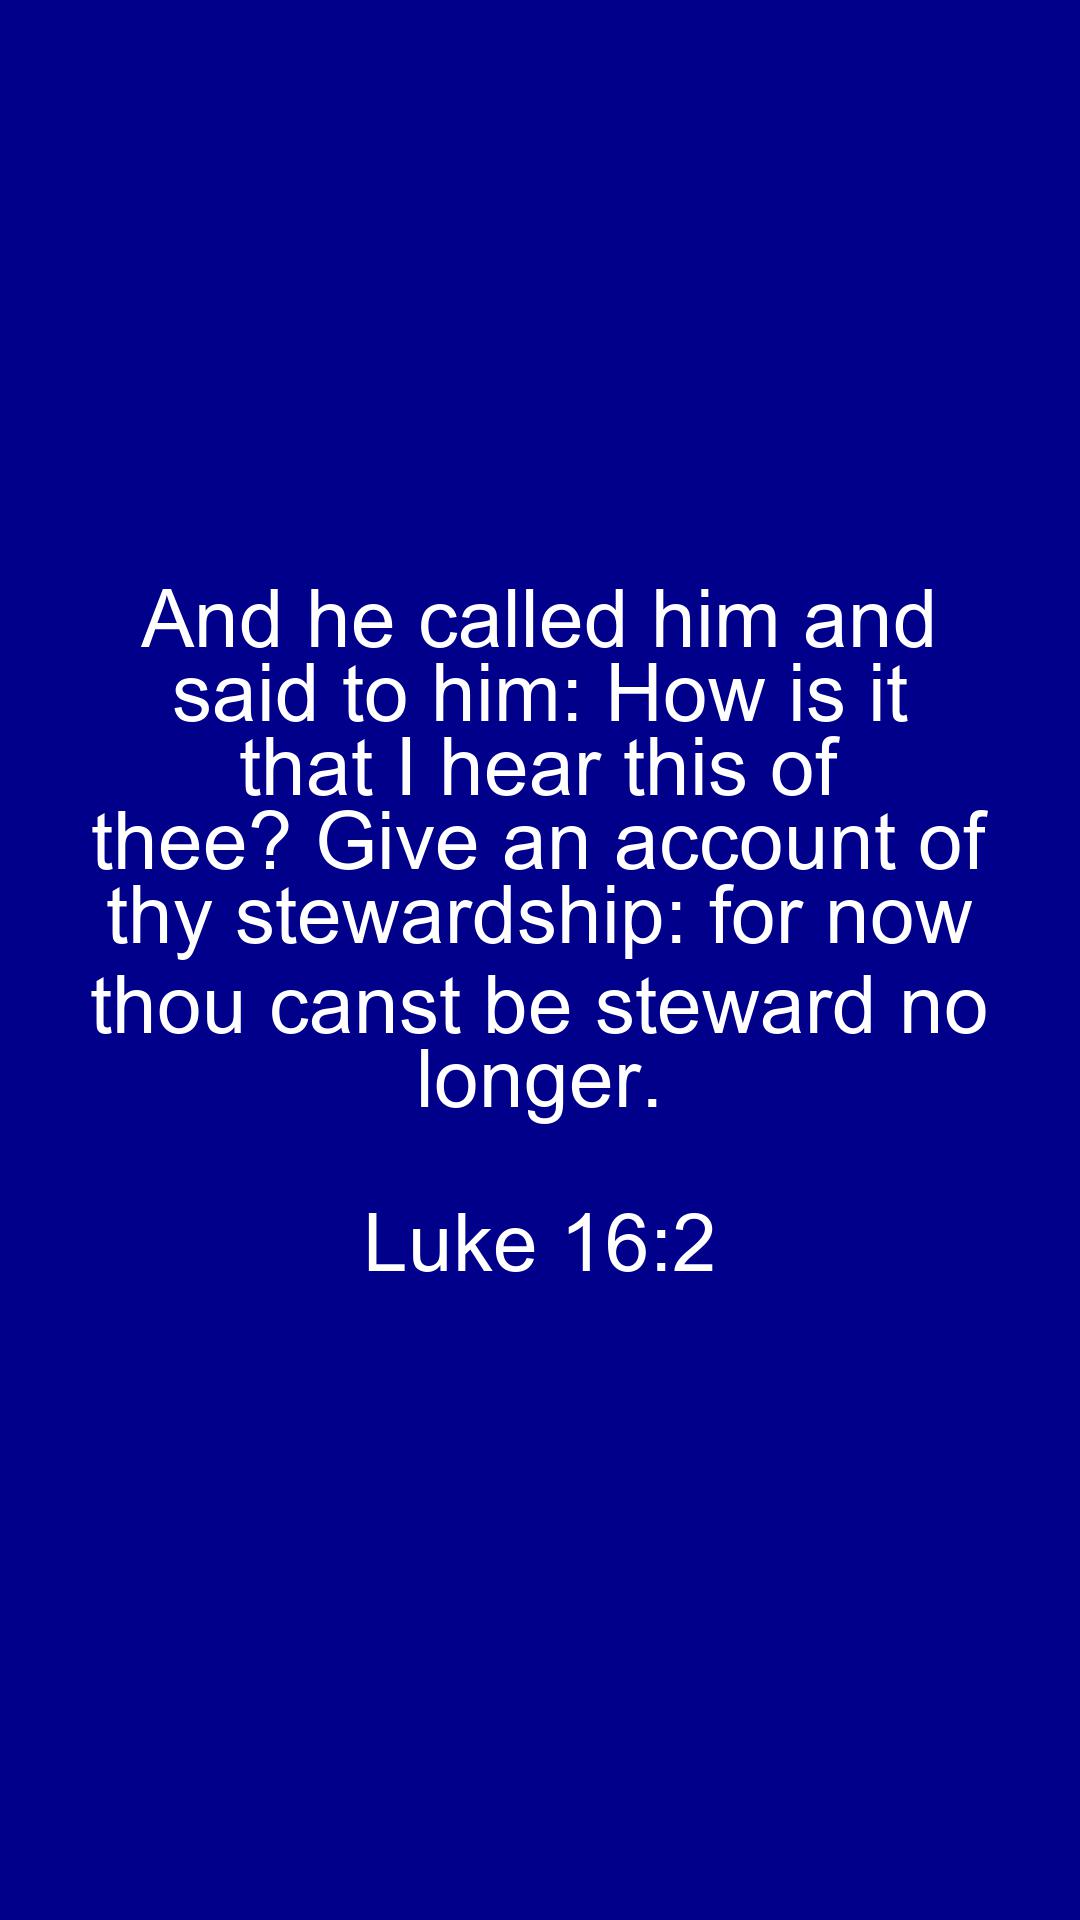 And he called him and
said to him: How is it
that I hear this of
thee? Give an account of
thy stewardship: for now
thou canst be steward no
longer.
Luke 16:2